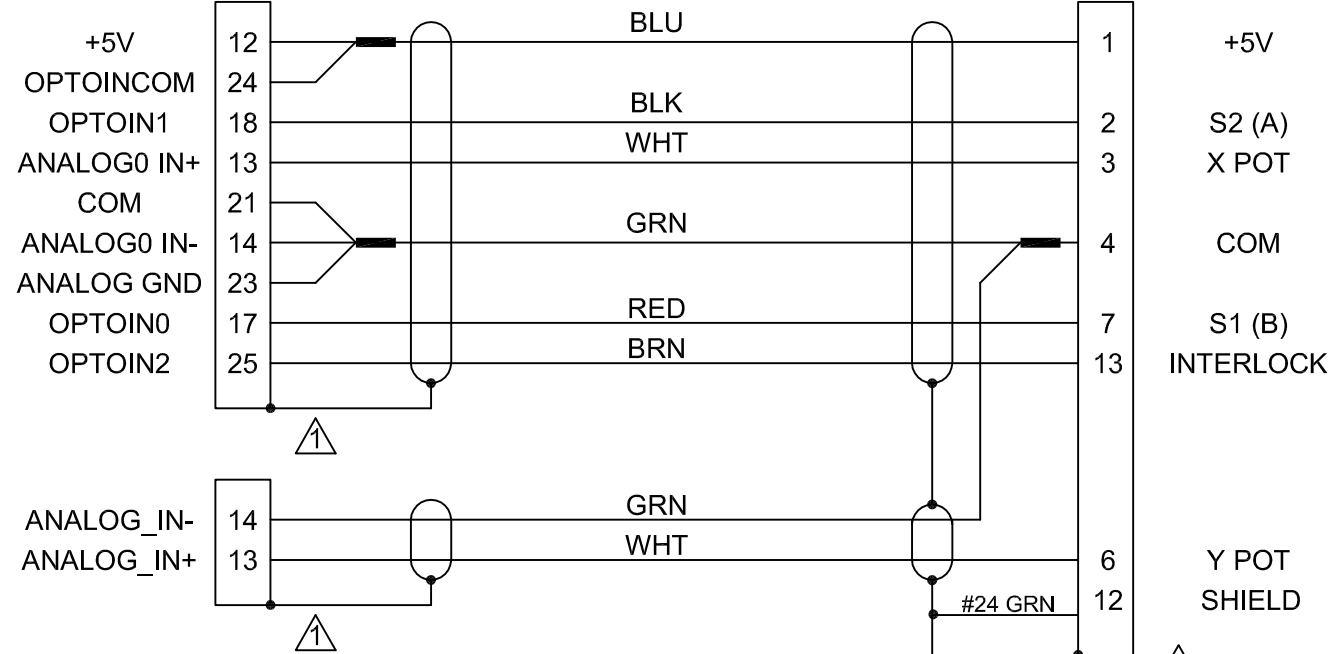 BLU
+5V 12 1 +5V
OPTOINCOM 24
BLK
OPTOIN1 18 2 S2 (A)
WHT
ANALOG0 IN+ 13 3 X POT
COM 21
GRN
ANALOG0 IN- 14 4 COM
ANALOG GND 23
RED
OPTOIN0 17 7 S1 (B)
BRN
OPTOIN2 25 13 INTERLOCK
1
GRN
ANALOG_IN- 14
WHT
ANALOG_IN+ 13 6 Y POT
#24 GRN 12 SHIELD
1